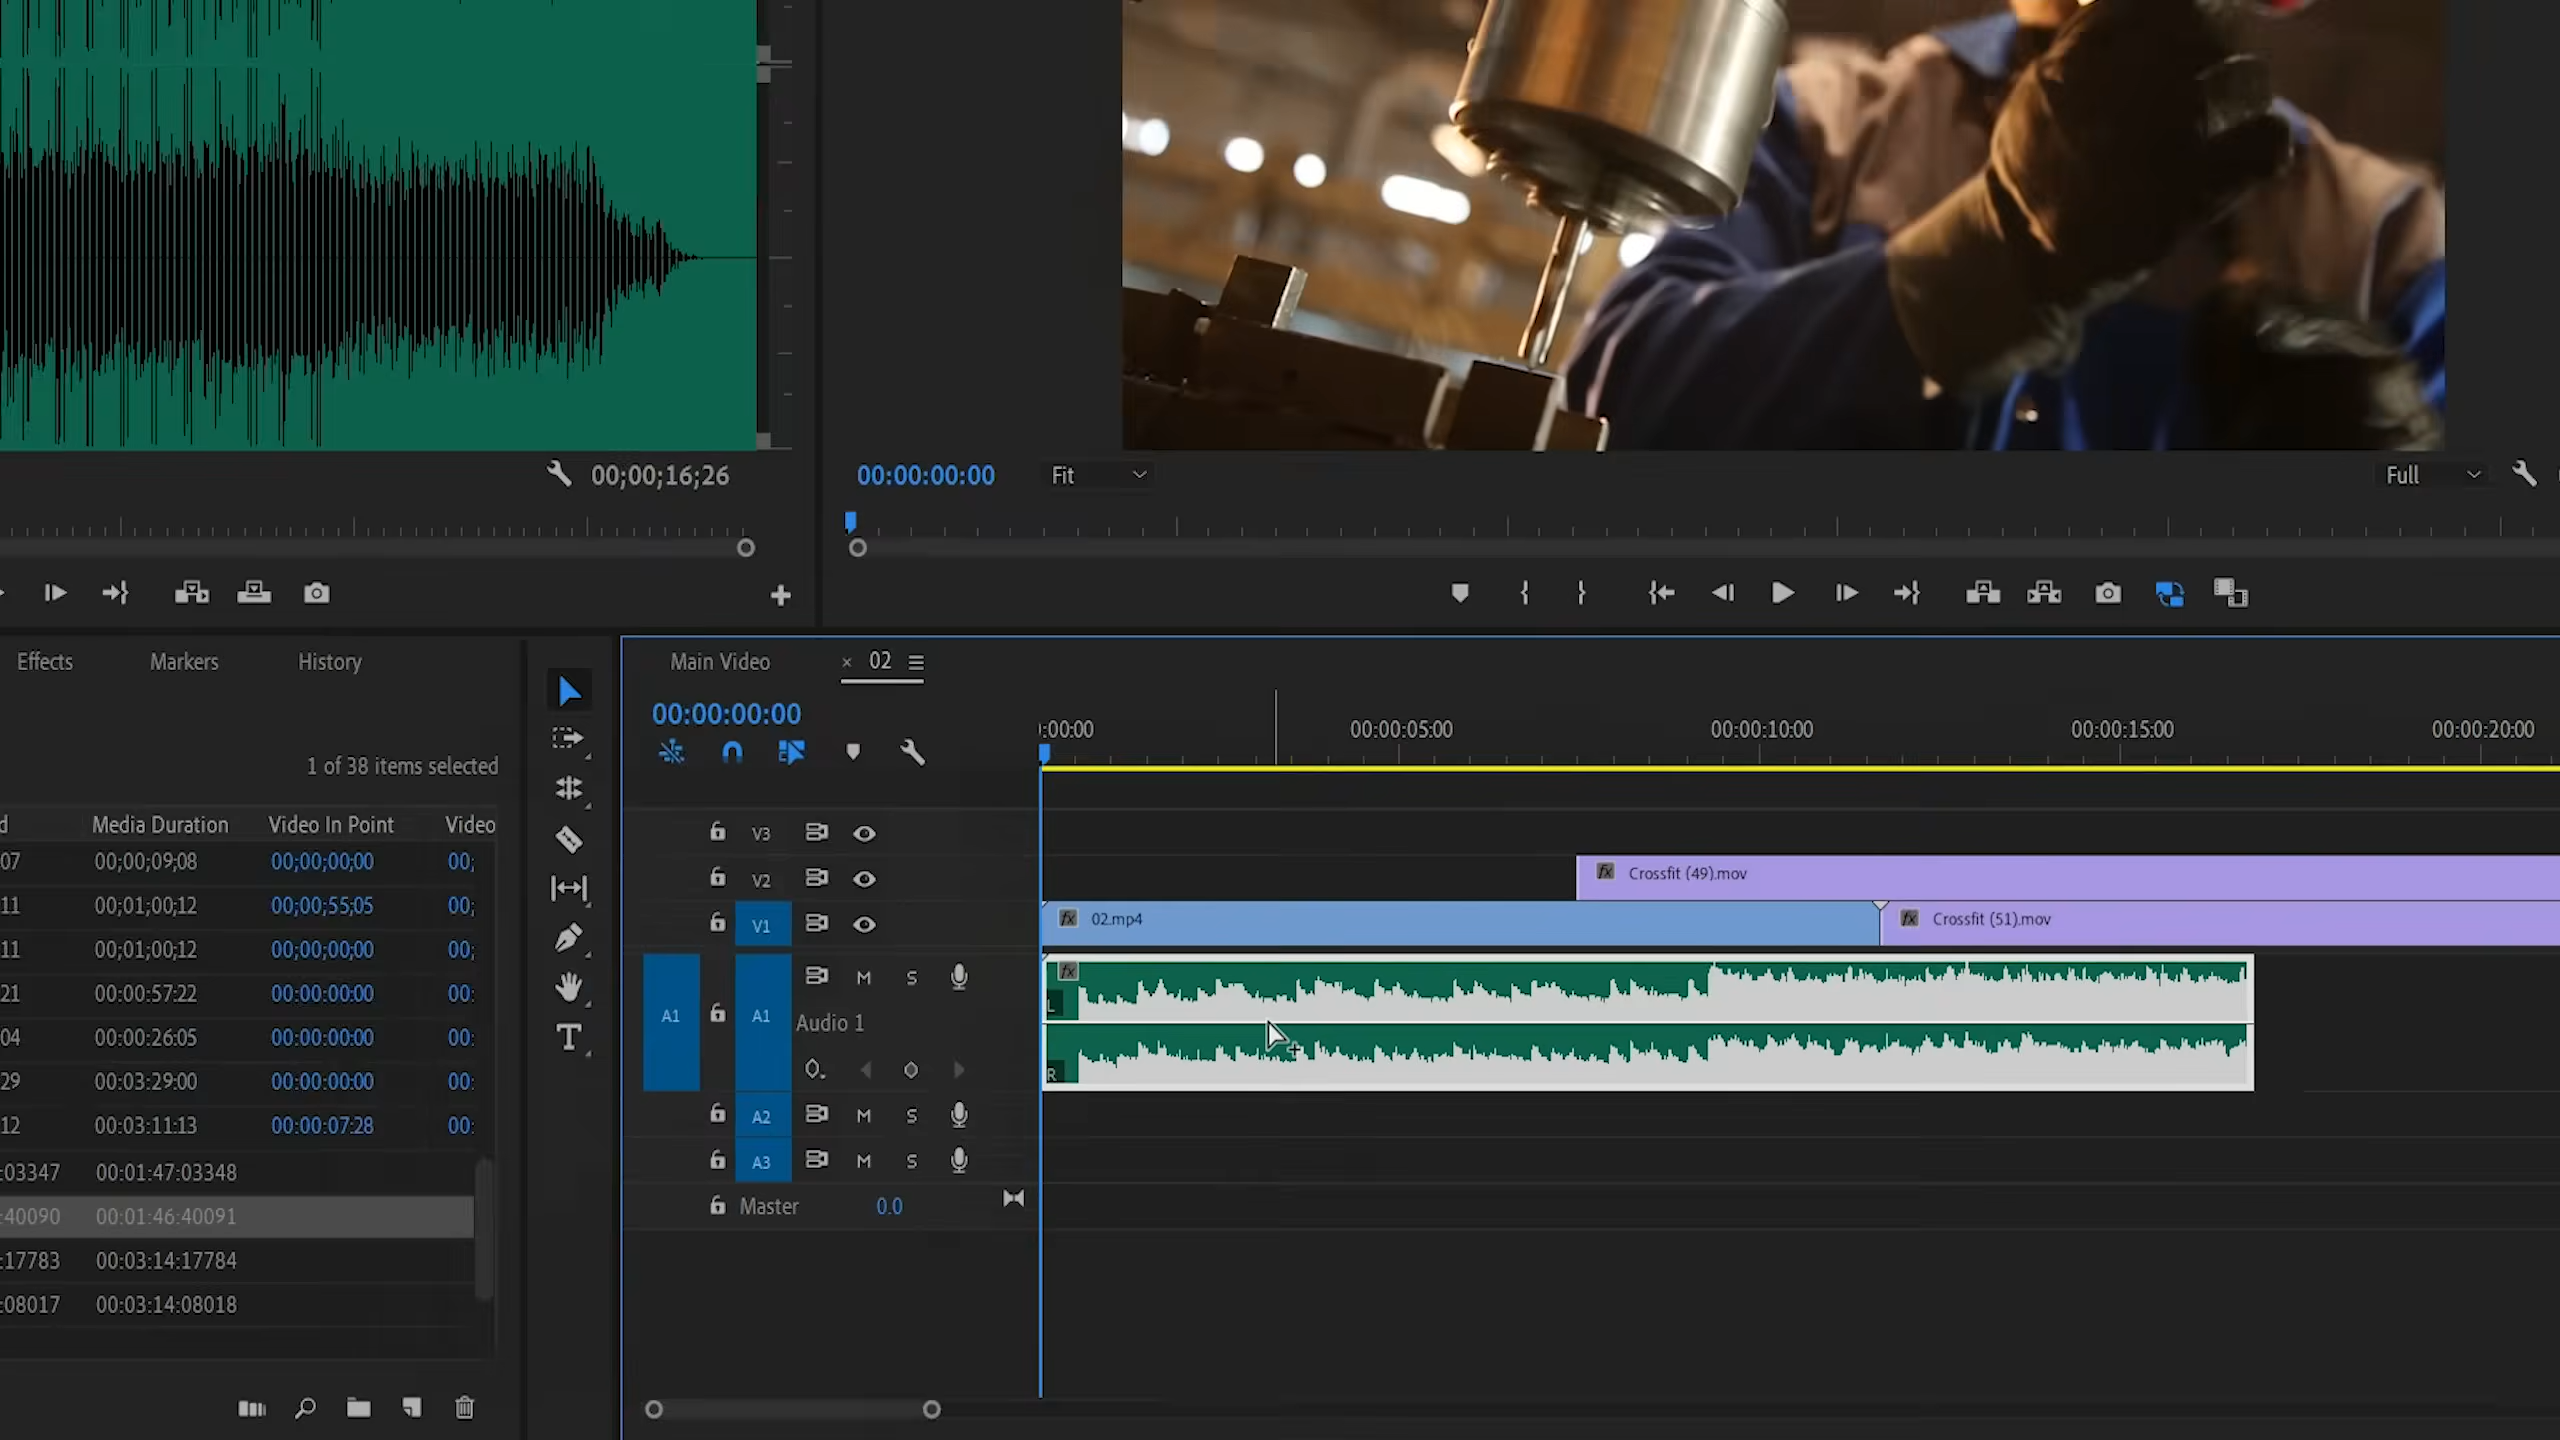 00;00;16;26
00:00:00:00 Fit Full
Effects Markers History
1 of 38 items selected
d Media Duration Video In Point Video
07 00;00;09;08 00;00;00;00 00;
11 00;01;00;12 00;00;55;05 00;
11 00;01;00;12 00;00;00;00 00;
21 00:00:57:22 00:00:00:00 00:
04 00:00:26:05 00:00:00:00 00:
29 00:03:29:00 00:00:00:00 00:
12 00:03:11:13 00:00:07:28 00:
:03347 00:01:47:03348
:40090 00:01:46:40091
:17783 00:03:14:17784
:08017 00:03:14:08018
T
Main Video × 02
00:00:00:00
:00:00 00:00:05:00 00:00:10:00 00:00:15:00 00:00:20:00
V3
V2 fx Crossfit (49).mov
V1 fx 02.mp4 fx Crossfit (51).mov
A1 A1 M S fx L
Audio 1
R
A2 M S
A3 M S
Master 0.0